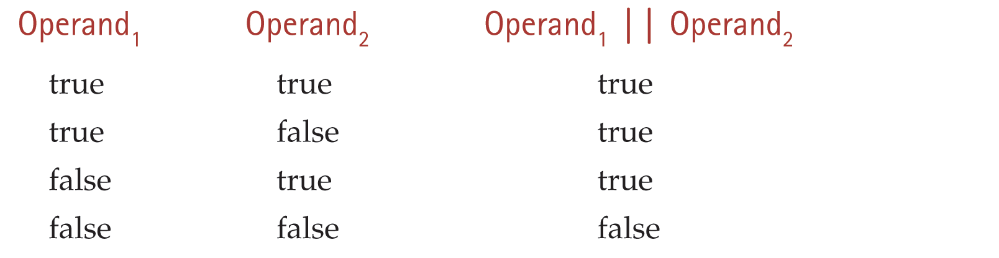 Operand₁ Operand₂ Operand₁ || Operand₂
true true true
true false true
false true true
false false false